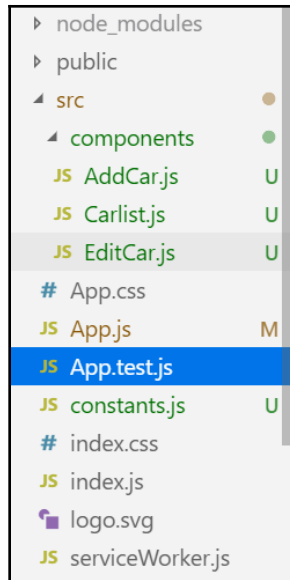 node_modules
public
src
components
JS AddCar.js U
JS Carlist.js U
JS EditCar.js U
# App.css
JS App.js M
JS App.test.js
JS constants.js U
# index.css
JS index.js
logo.svg
JS serviceWorker.js